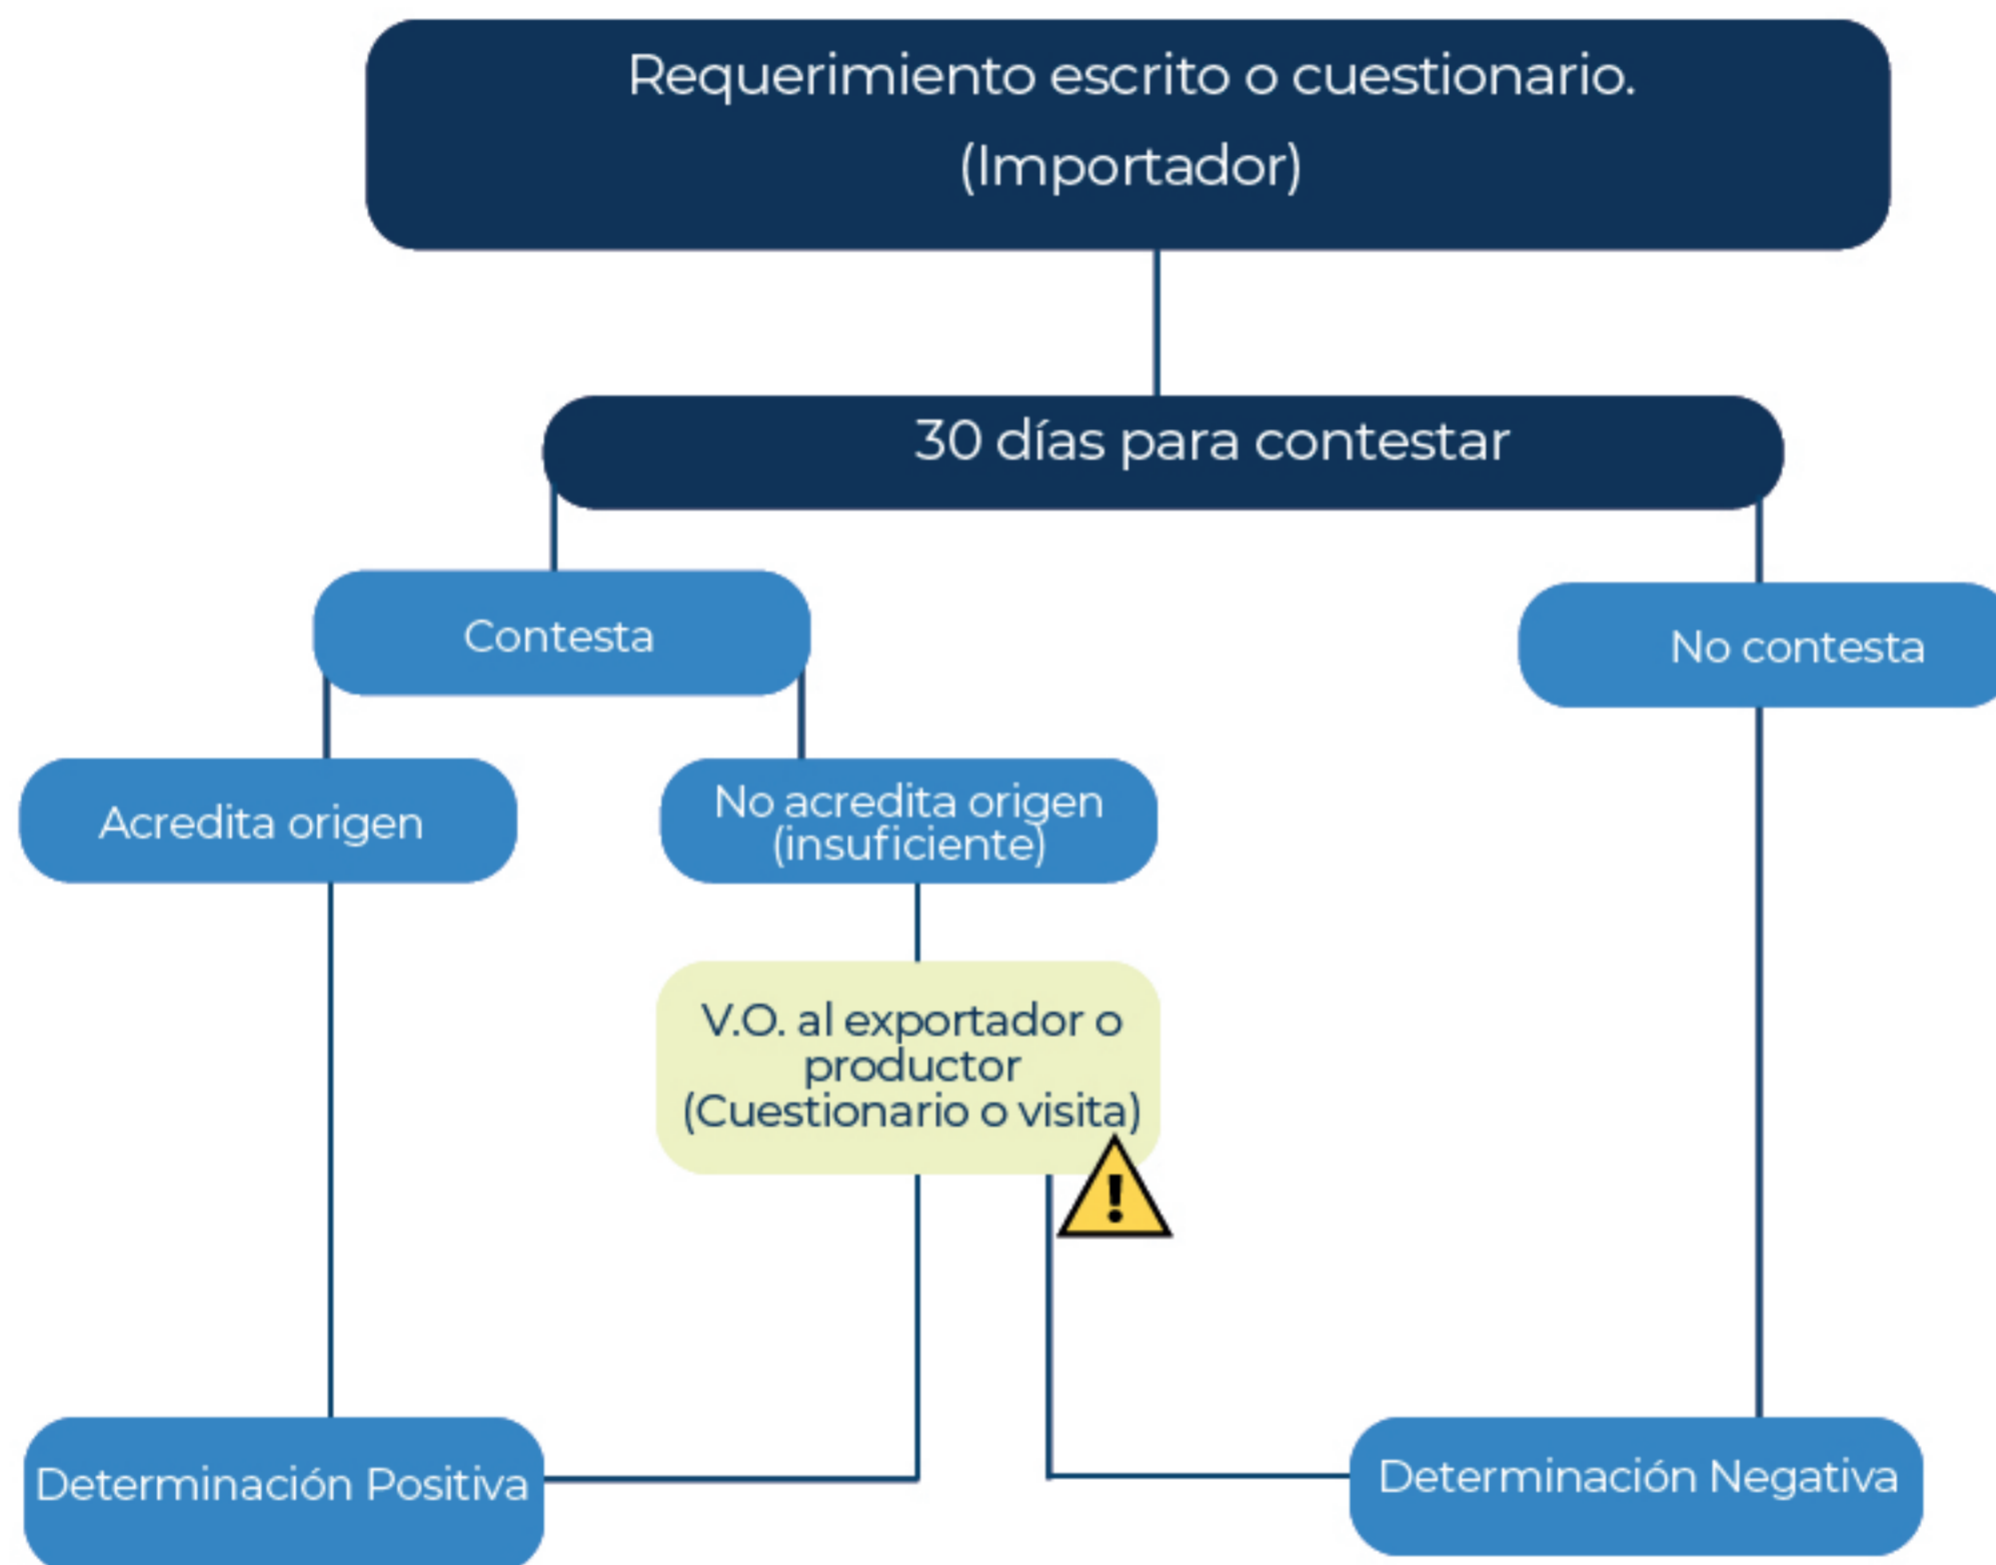 Requerimiento escrito o cuestionario.
(Importador)
30 días para contestar
Contesta
No contesta
Acredita origen
No acredita origen
(insuficiente)
V.O. al exportador o
productor
(Cuestionario o visita)
!
Determinación Positiva
Determinación Negativa